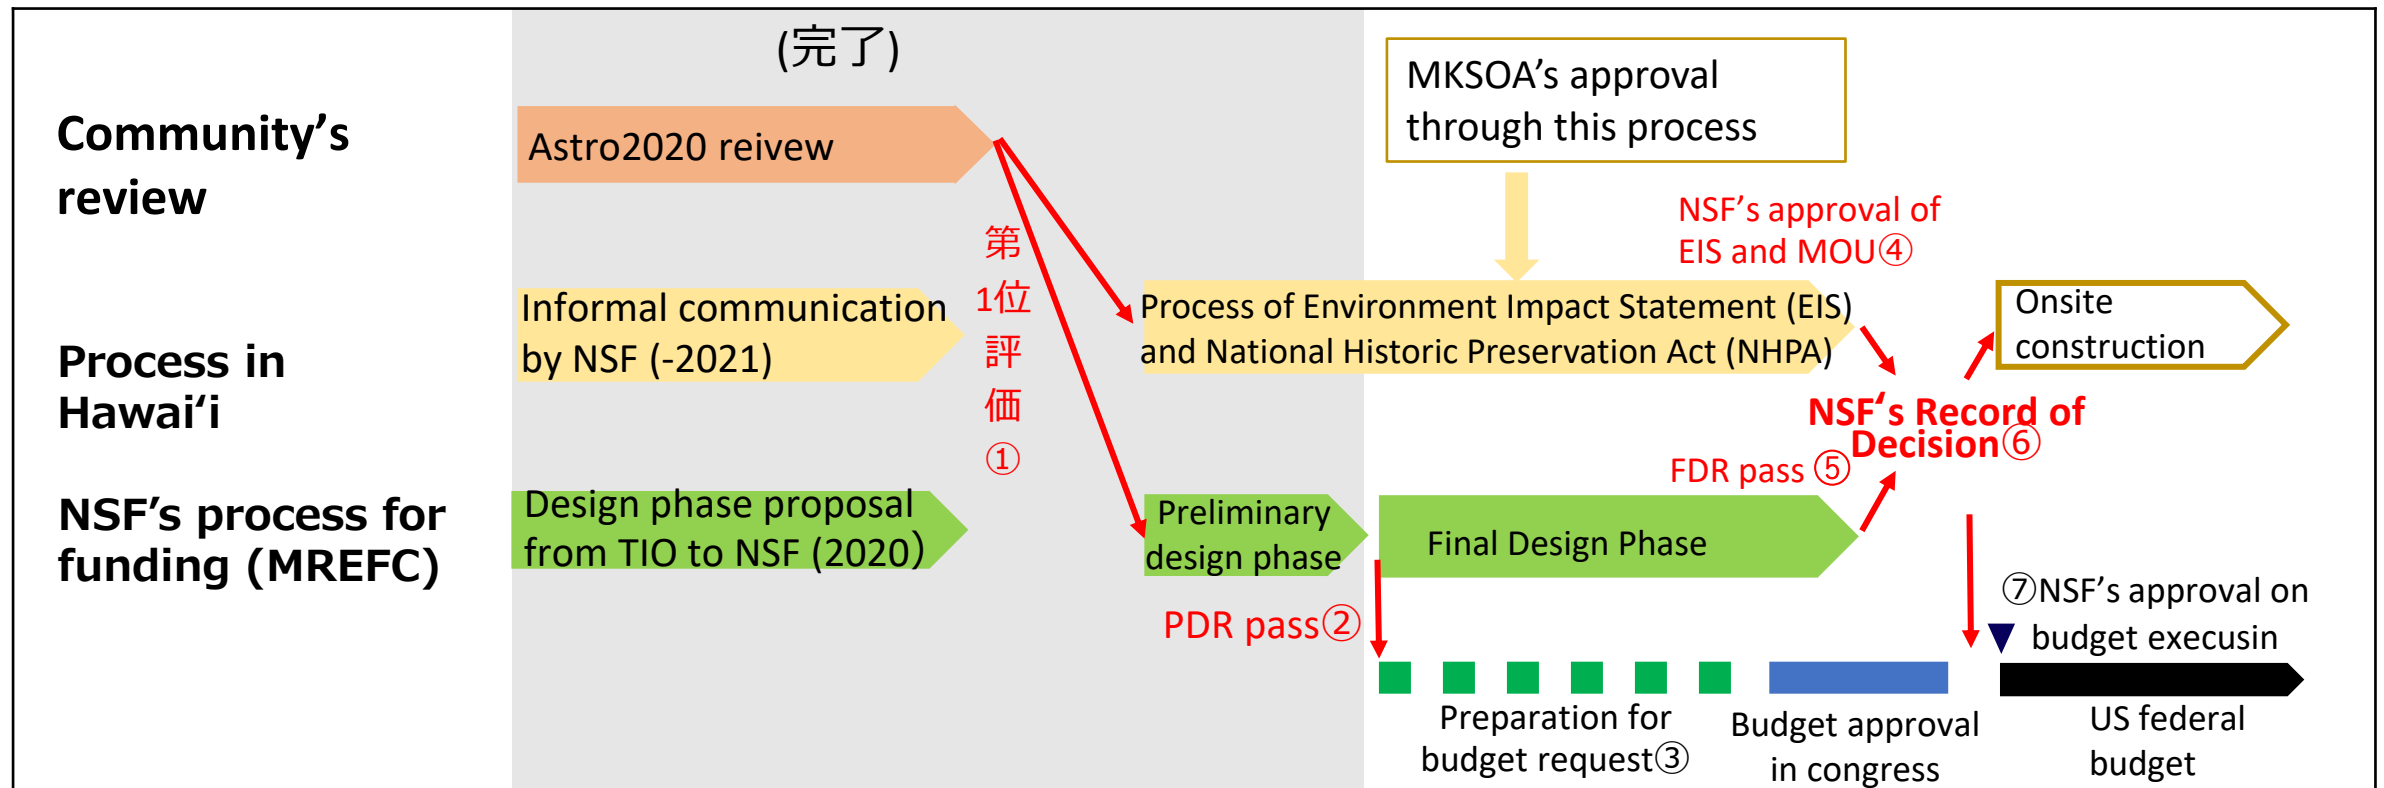 (完了)
Community’s
review
Astro2020 reivew
MKSOA’s approval
through this process
第
1位
評
価
①
NSF’s approval of
EIS and MOU④
Process in
Hawai‘i
Informal communication
by NSF (-2021)
Process of Environment Impact Statement (EIS)
and National Historic Preservation Act (NHPA)
Onsite
construction
NSF‘s Record of
Decision⑥
FDR pass ⑤
NSF’s process for
funding (MREFC)
Design phase proposal
from TIO to NSF (2020）
Preliminary
design phase
Final Design Phase
PDR pass②
⑦NSF’s approval on
budget execusin
Preparation for
budget request③
Budget approval
in congress
US federal
budget